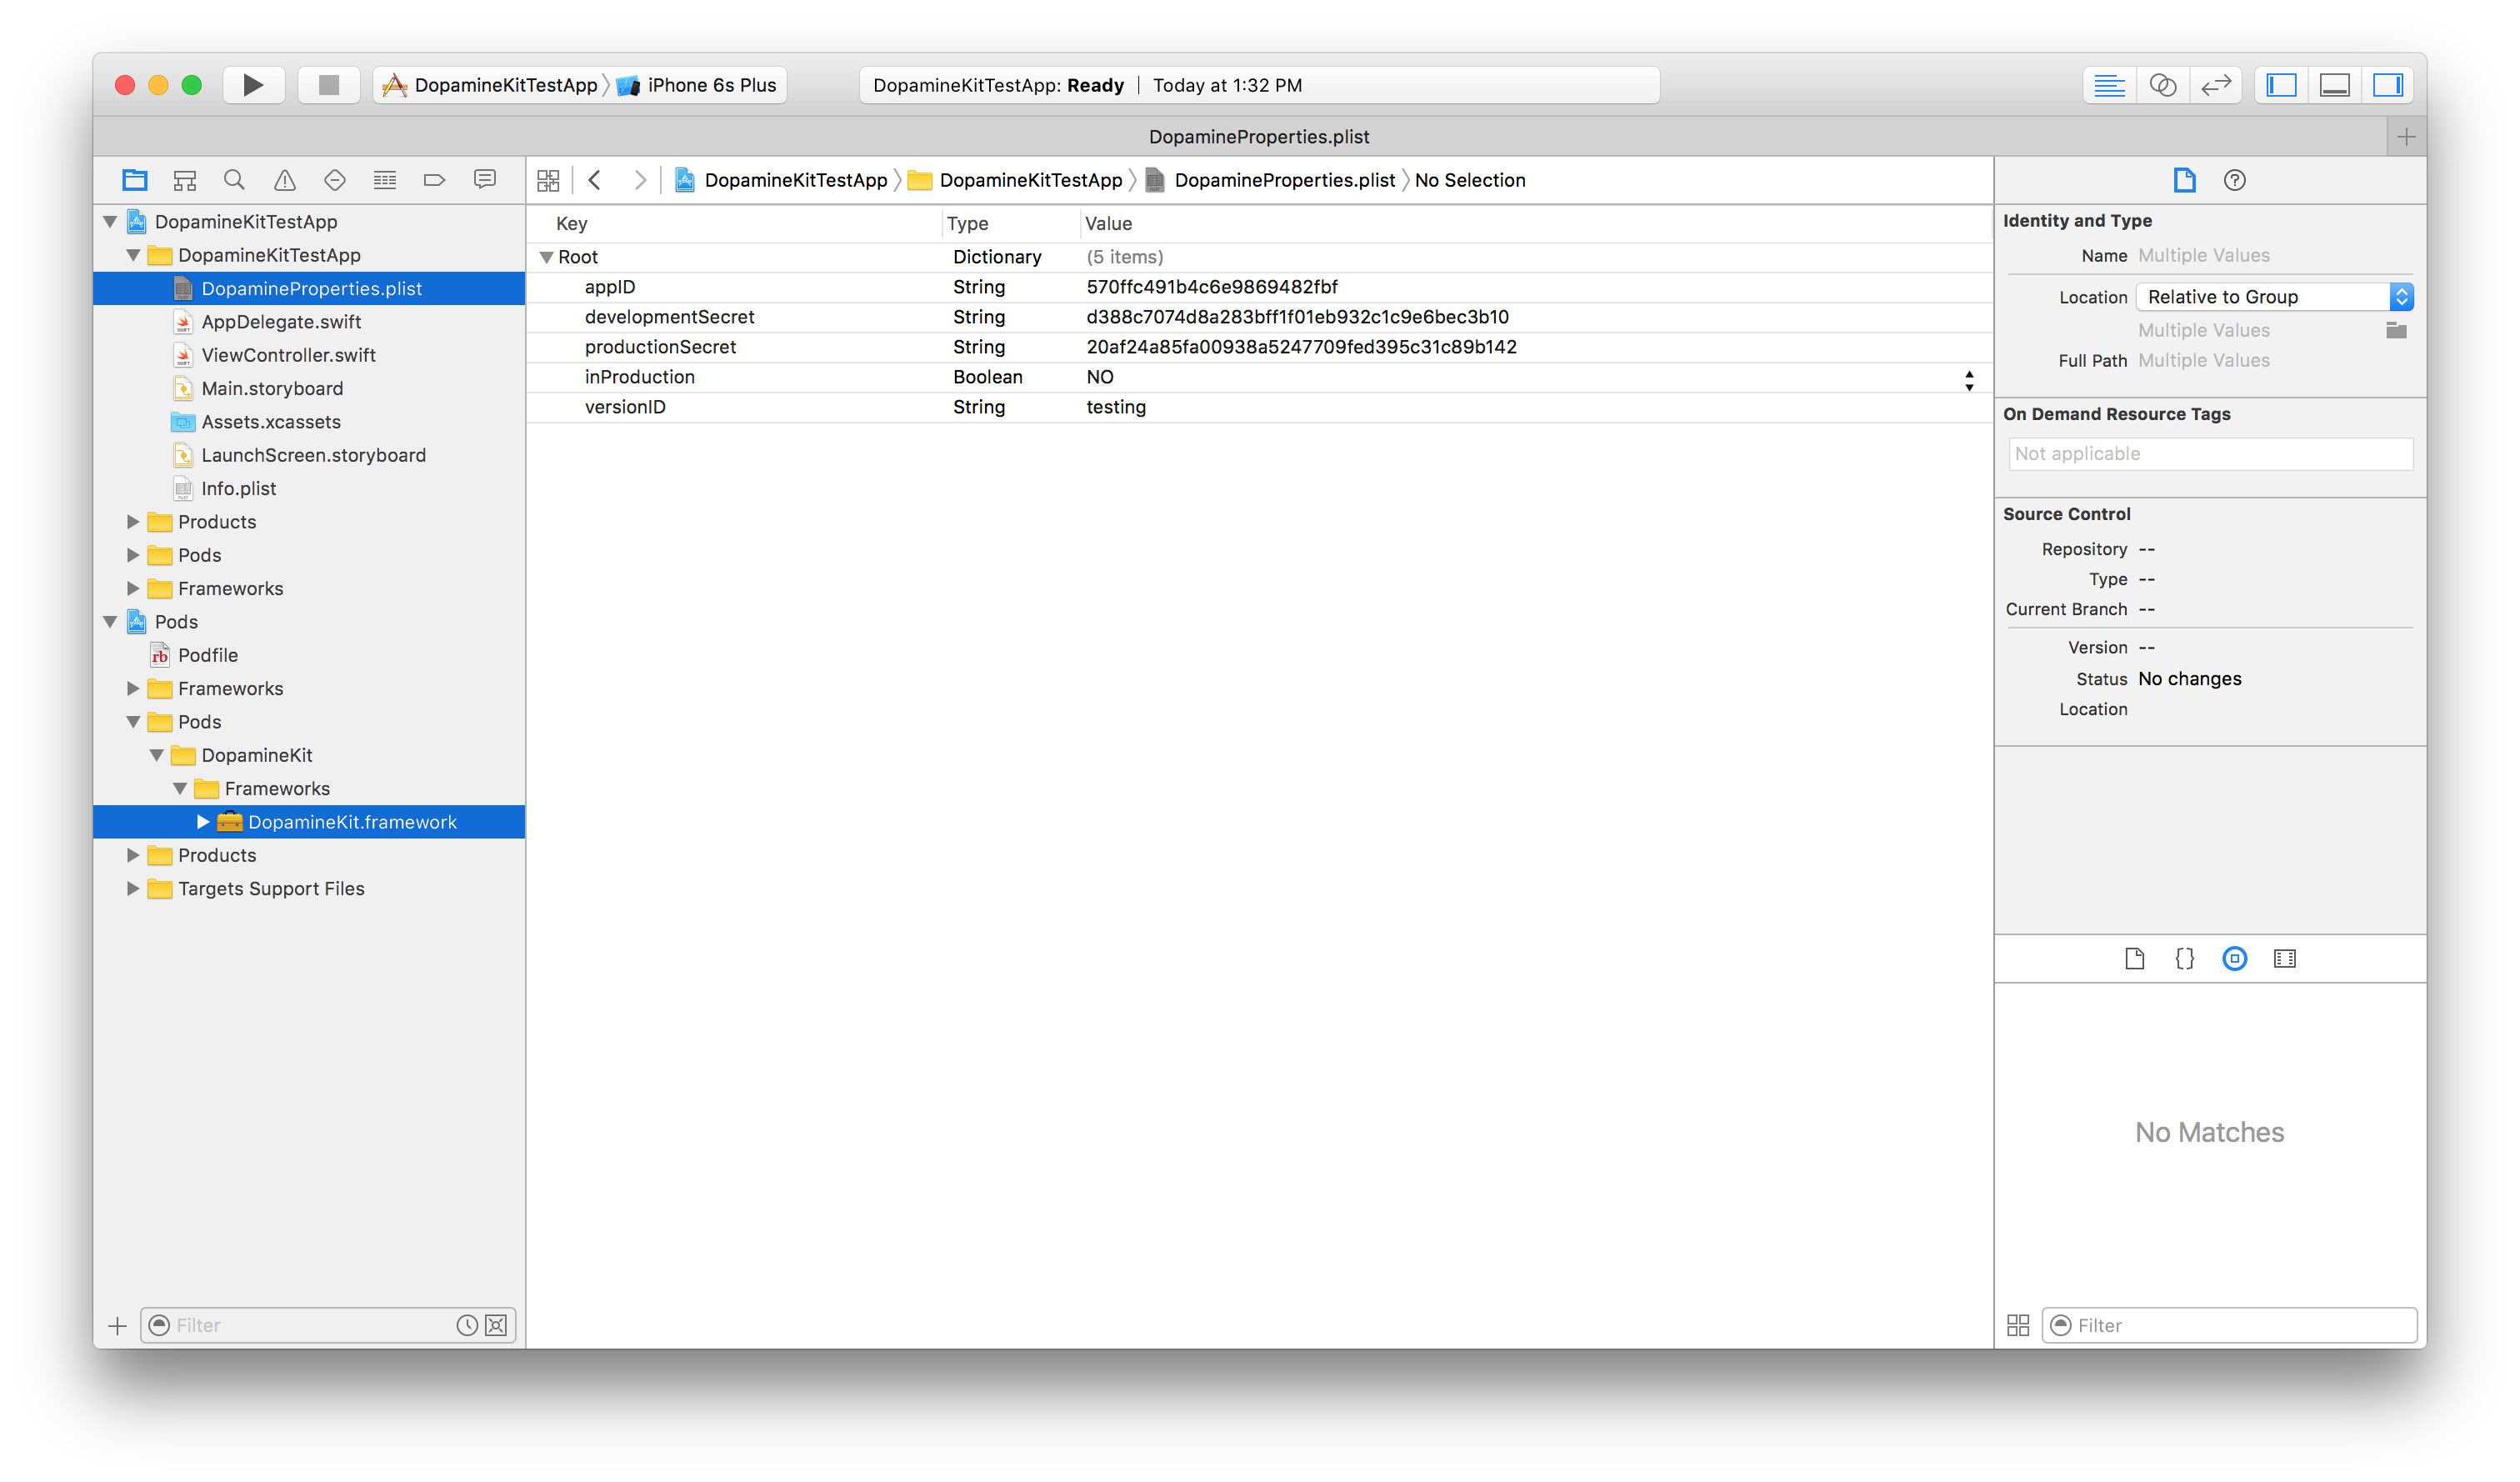 DopamineKitTestApp iPhone 6s Plus
DopamineKitTestApp: Ready | Today at 1:32 PM
DopamineProperties.plist
DopamineKitTestApp DopamineKitTestApp DopamineProperties.plist No Selection
DopamineKitTestApp
DopamineKitTestApp
DopamineProperties.plist
AppDelegate.swift
ViewController.swift
Main.storyboard
Assets.xcassets
LaunchScreen.storyboard
Info.plist
Products
Pods
Frameworks
Pods
Podfile
Frameworks
Pods
DopamineKit
Frameworks
DopamineKit.framework
Products
Targets Support Files
Filter
Key Type Value
Root Dictionary (5 items)
appID String 570ffc491b4c6e9869482fbf
developmentSecret String d388c7074d8a283bff1f01eb932c1c9e6bec3b10
productionSecret String 20af24a85fa00938a5247709fed395c31c89b142
inProduction Boolean NO
versionID String testing
Identity and Type
Name Multiple Values
Location Relative to Group
Multiple Values
Full Path Multiple Values
On Demand Resource Tags
Not applicable
Source Control
Repository --
Type --
Current Branch --
Version --
Status No changes
Location
No Matches
Filter